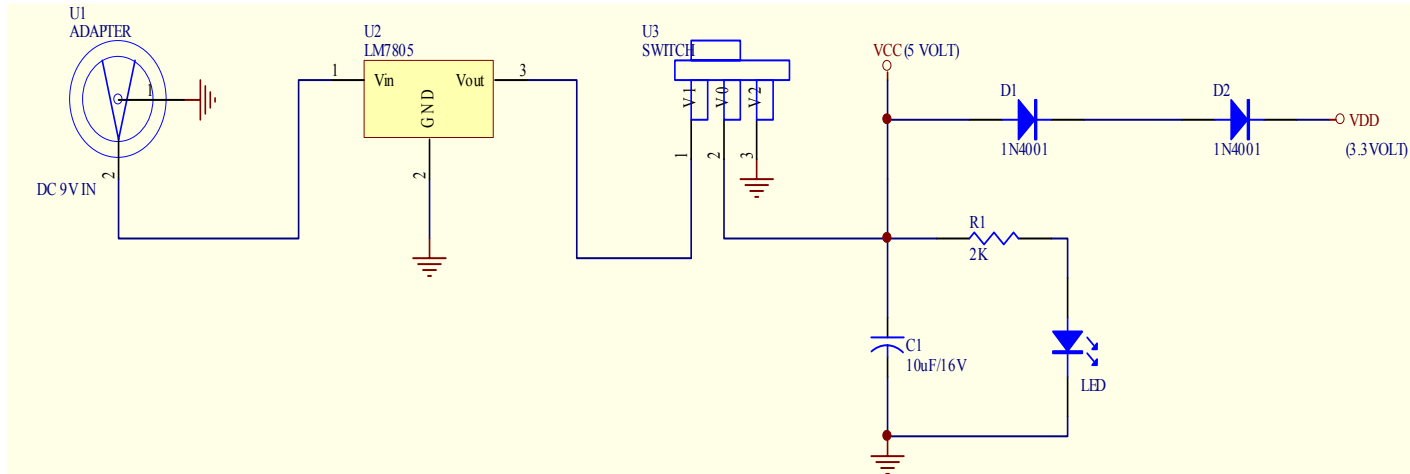 U1
ADAPTER
1
2
DC 9V IN
U2
LM7805
1
Vin
Vout
3
GND
2
U3
SWITCH
V1
V0
V2
1
2
3
VCC (5 VOLT)
D1
1N4001
D2
1N4001
VDD
(3.3VOLT)
R1
2K
C1
10uF/16V
LED